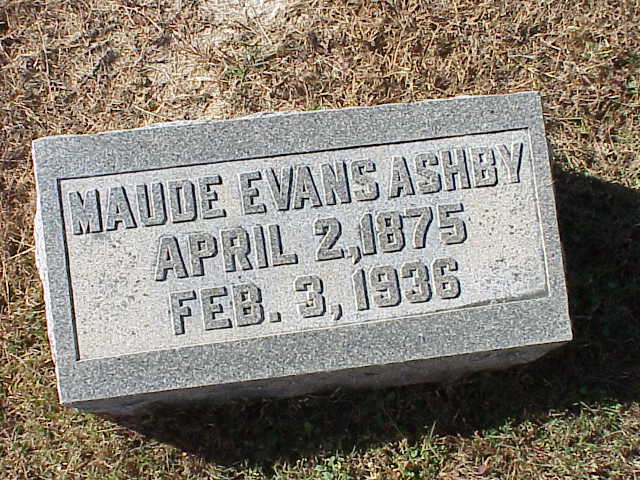 MAUDE EVANS ASHBY
APRIL 2, 1875
FEB. 3, 1936